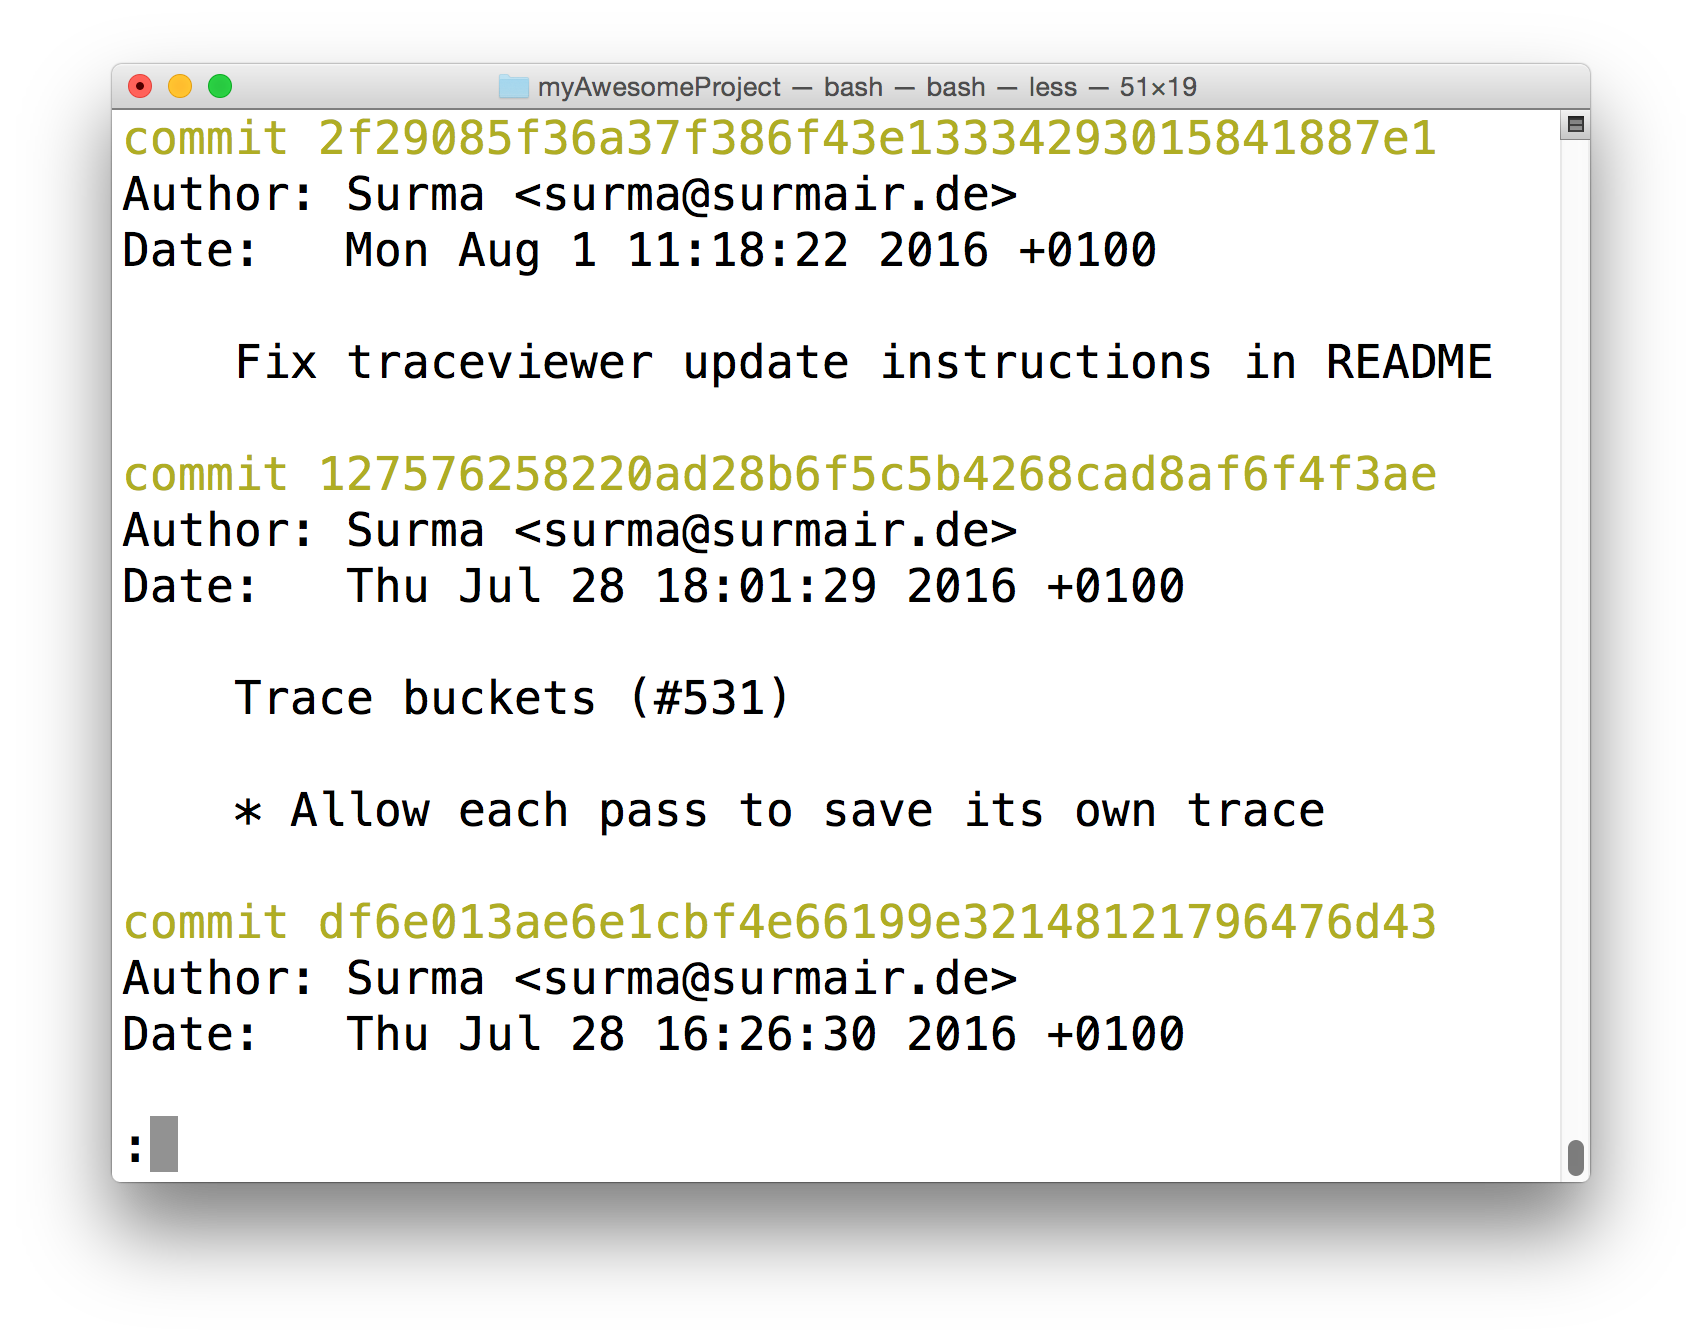 myAwesomeProject — bash — bash — less — 51×19
commit 2f29085f36a37f386f43e13334293015841887e1
Author: Surma <surma@surmair.de>
Date:   Mon Aug 1 11:18:22 2016 +0100
Fix traceviewer update instructions in README
commit 127576258220ad28b6f5c5b4268cad8af6f4f3ae
Author: Surma <surma@surmair.de>
Date:   Thu Jul 28 18:01:29 2016 +0100
Trace buckets (#531)
* Allow each pass to save its own trace
commit df6e013ae6e1cbf4e66199e32148121796476d43
Author: Surma <surma@surmair.de>
Date:   Thu Jul 28 16:26:30 2016 +0100
: